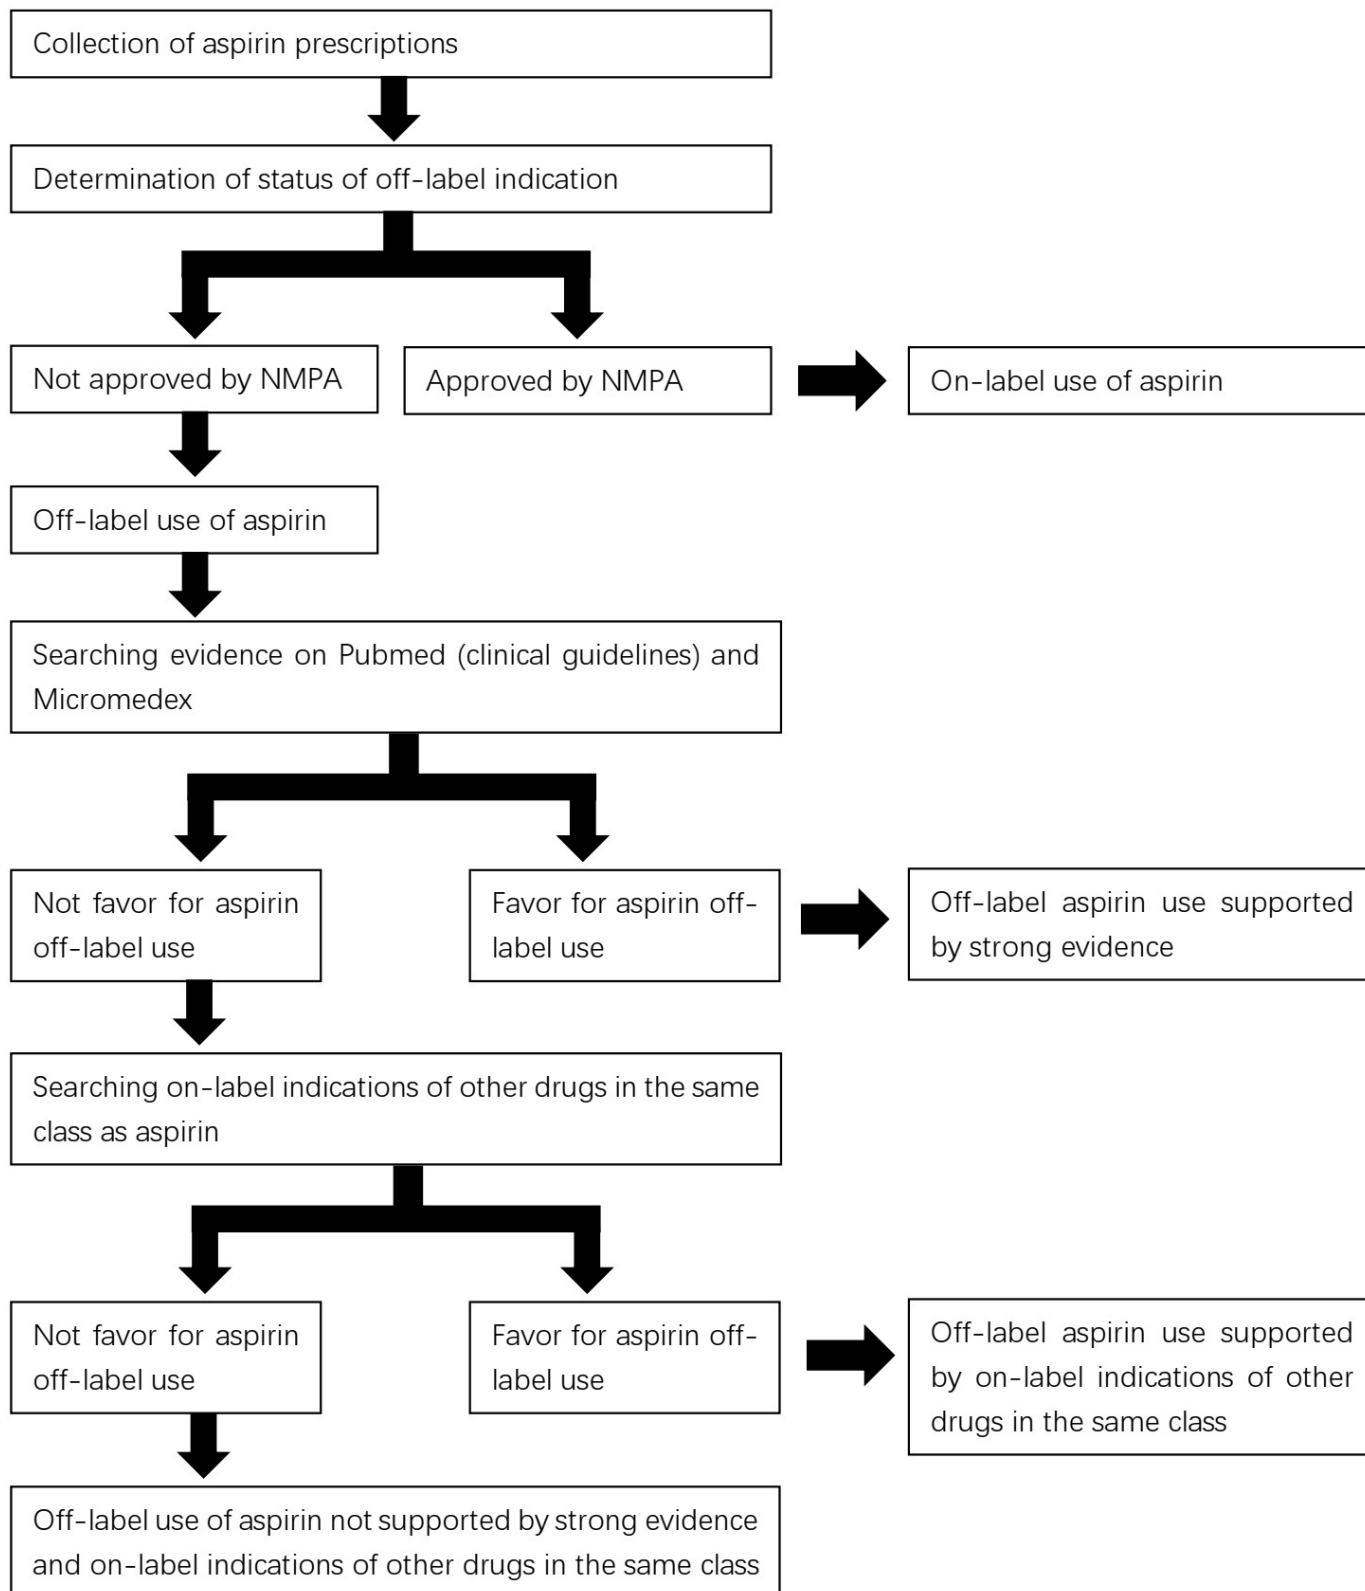 Collection of aspirin prescriptions
Determination of status of off-label indication
Not approved by NMPA
Approved by NMPA
On-label use of aspirin
Off-label use of aspirin
Searching evidence on Pubmed (clinical guidelines) and
Micromedex
Not favor for aspirin
off-label use
Favor for aspirin off-
label use
Off-label aspirin use supported
by strong evidence
Searching on-label indications of other drugs in the same
class as aspirin
Not favor for aspirin
off-label use
Favor for aspirin off-
label use
Off-label aspirin use supported
by on-label indications of other
drugs in the same class
Off-label use of aspirin not supported by strong evidence
and on-label indications of other drugs in the same class